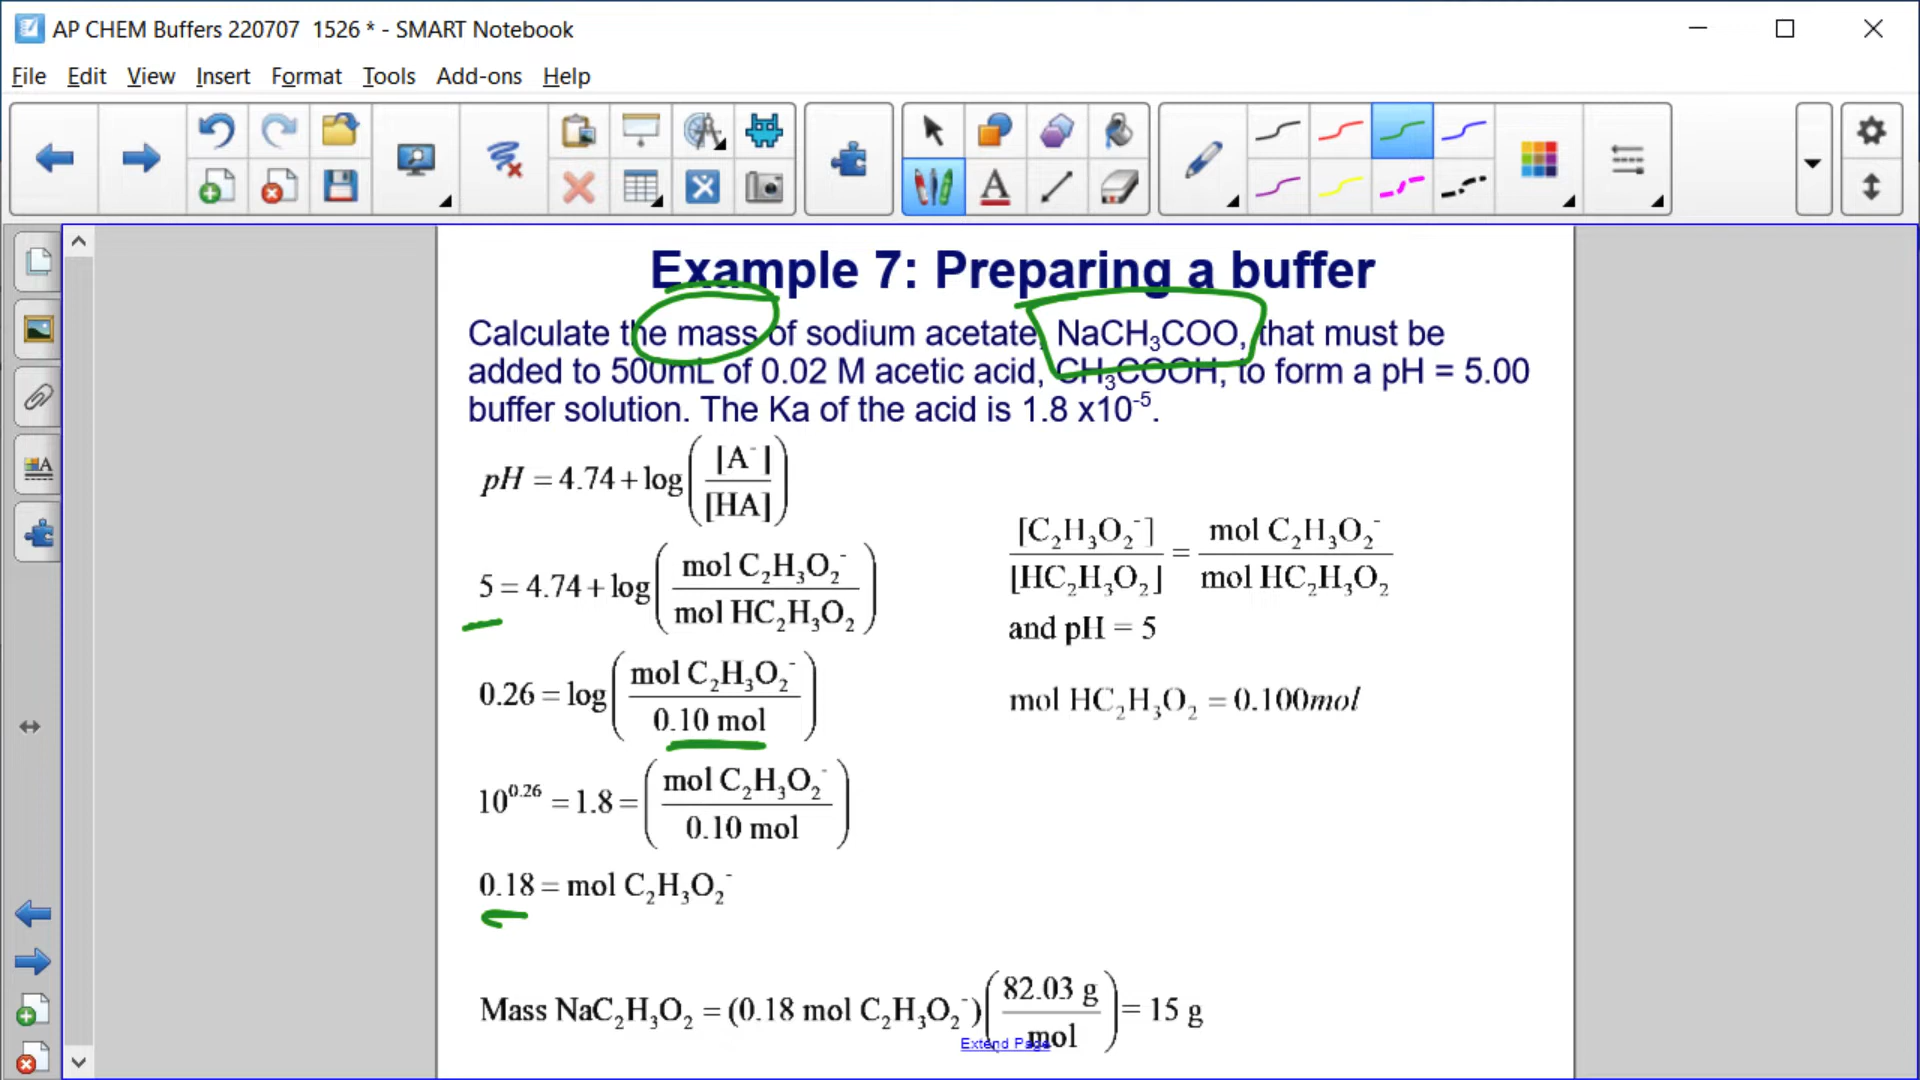 AP CHEM Buffers 220707 1526 * - SMART Notebook
File Edit View Insert Format Tools Add-ons Help
Example 7: Preparing a buffer
Calculate the mass of sodium acetate, NaCH₃COO, that must be
added to 500mL of 0.02 M acetic acid, CH₃COOH, to form a pH = 5.00
buffer solution. The Ka of the acid is 1.8 x10⁻⁵.
pH = 4.74 + log([A⁻]/[HA])
5 = 4.74 + log(mol C₂H₃O₂⁻/mol HC₂H₃O₂)
0.26 = log(mol C₂H₃O₂⁻/0.10 mol)
10⁰·²⁶ = 1.8 = (mol C₂H₃O₂⁻/0.10 mol)
0.18 = mol C₂H₃O₂⁻
[C₂H₃O₂⁻]/[HC₂H₃O₂] = mol C₂H₃O₂⁻/mol HC₂H₃O₂
and pH = 5
mol HC₂H₃O₂ = 0.100mol
Mass NaC₂H₃O₂ = (0.18 mol C₂H₃O₂⁻)(82.03 g/mol) = 15 g
Extend Page